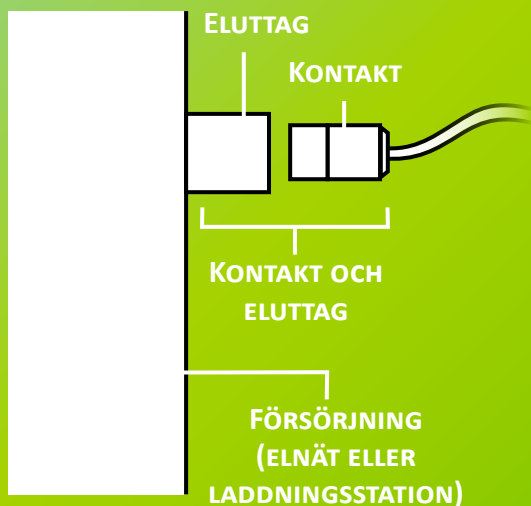 Eluttag
Kontakt
Kontakt och
eluttag
Försörjning
(elnät eller
laddningsstation)